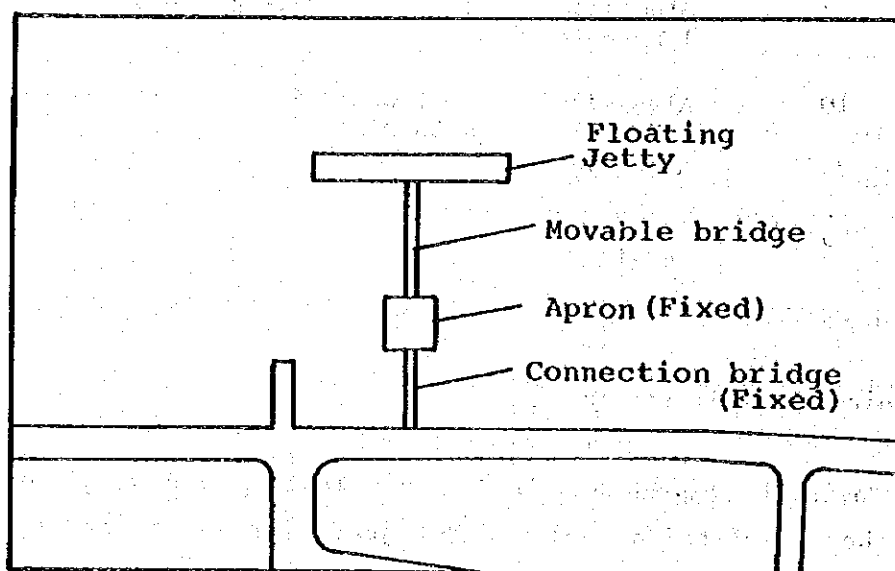 Floating
Jetty
Movable bridge
Apron (Fixed)
Connection bridge
(Fixed)